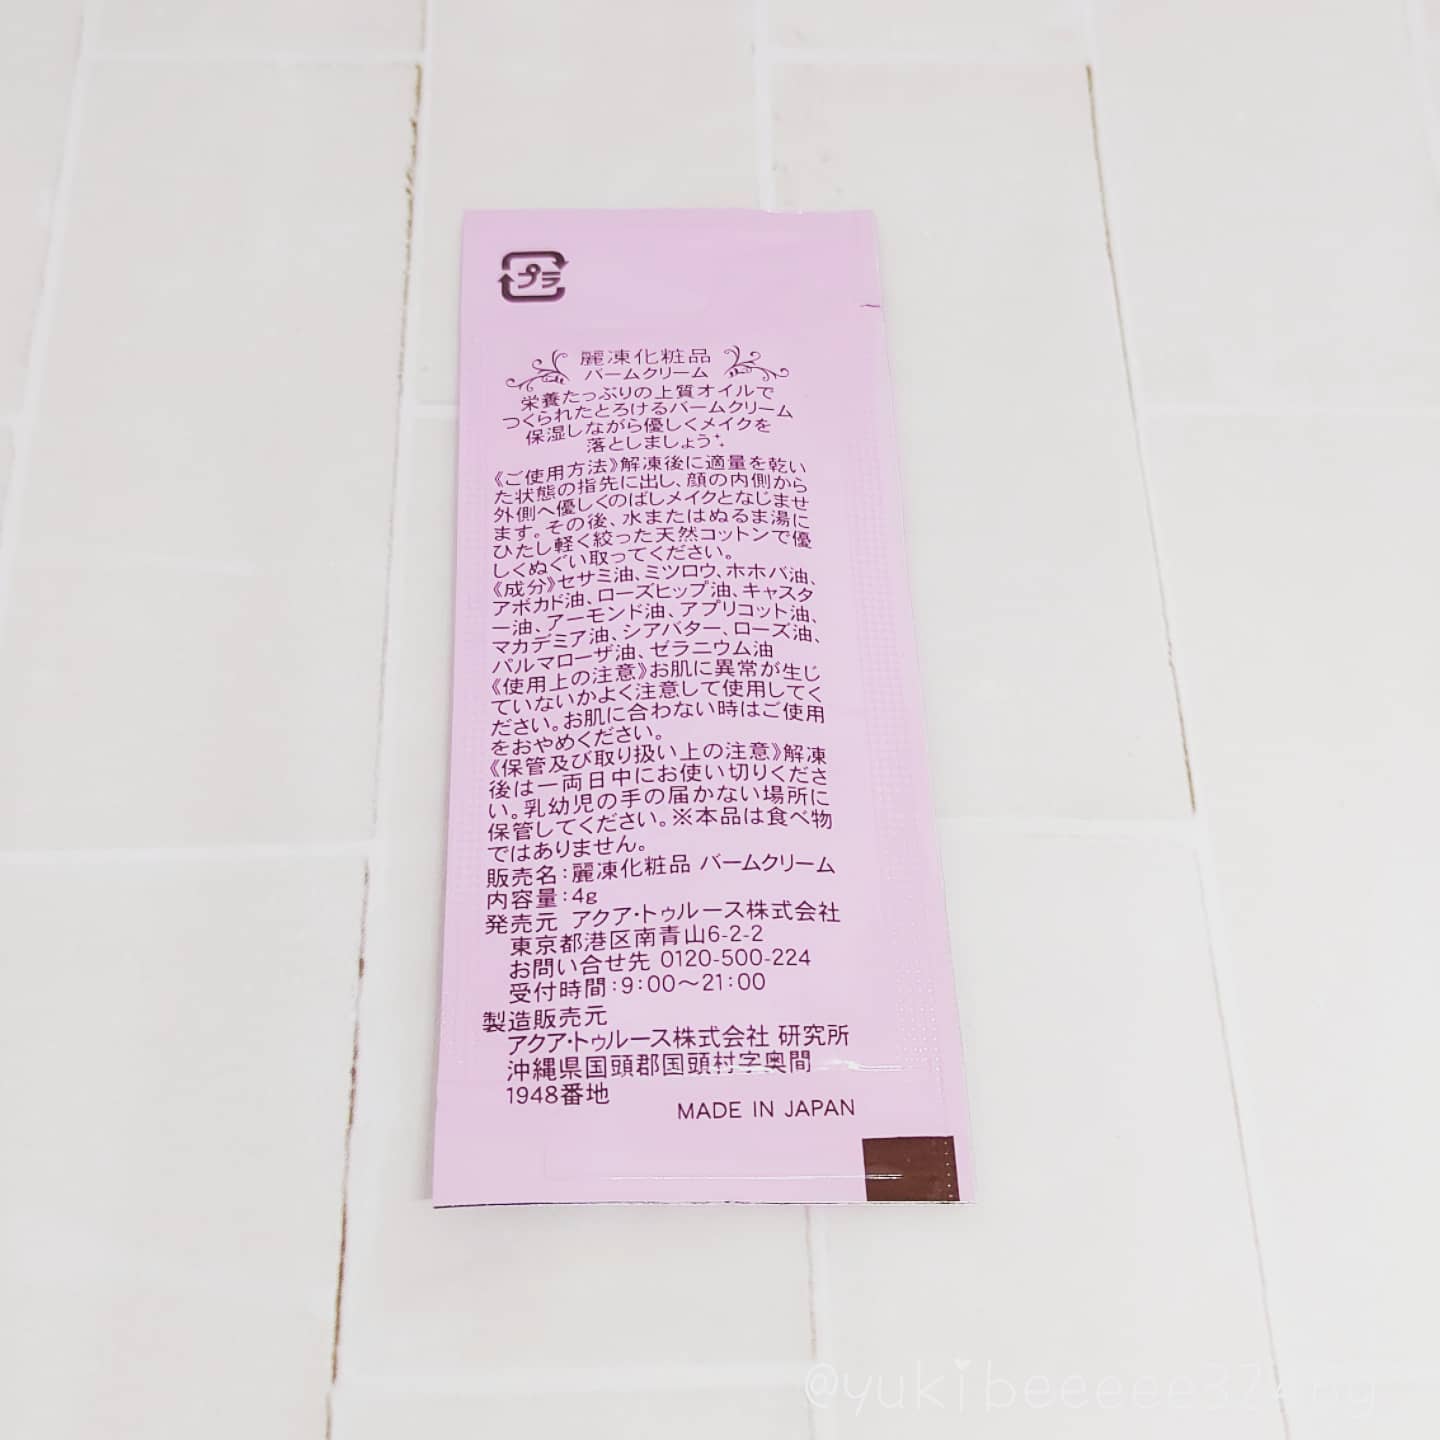 プラ
麗凍化粧品
バームクリーム
栄養たっぷりの上質オイルで
つくられたとろけるバームクリーム
保湿しながら優しくメイクを
落としましょう
《ご使用方法》解凍後に適量を乾い
た状態の指先に出し、顔の内側から
外側へ優しくのばしメイクとなじませ
ます。その後、水またはぬるま湯に
ひたし軽く絞った天然コットンで優
しくぬぐい取ってください。
《成分》セサミ油、ミツロウ、ホホバ油、
アボカド油、ローズヒップ油、キャスタ
ー油、アーモンド油、アプリコット油、
マカデミア油、シアバター、ローズ油、
パルマローザ油、ゼラニウム油
《使用上の注意》お肌に異常が生じ
ていないかよく注意して使用してく
ださい。お肌に合わない時はご使用
をおやめください。
《保管及び取り扱い上の注意》解凍
後は一両日中にお使い切りくださ
い。乳幼児の手の届かない場所に
保管してください。※本品は食べ物
ではありません。
販売名：麗凍化粧品 バームクリーム
内容量：4g
発売元 アクア・トゥルース株式会社
東京都港区南青山6-2-2
お問い合せ先 0120-500-224
受付時間：9：00〜21：00
製造販売元
アクア・トゥルース株式会社 研究所
沖縄県国頭郡国頭村字奥間
1948番地
MADE IN JAPAN